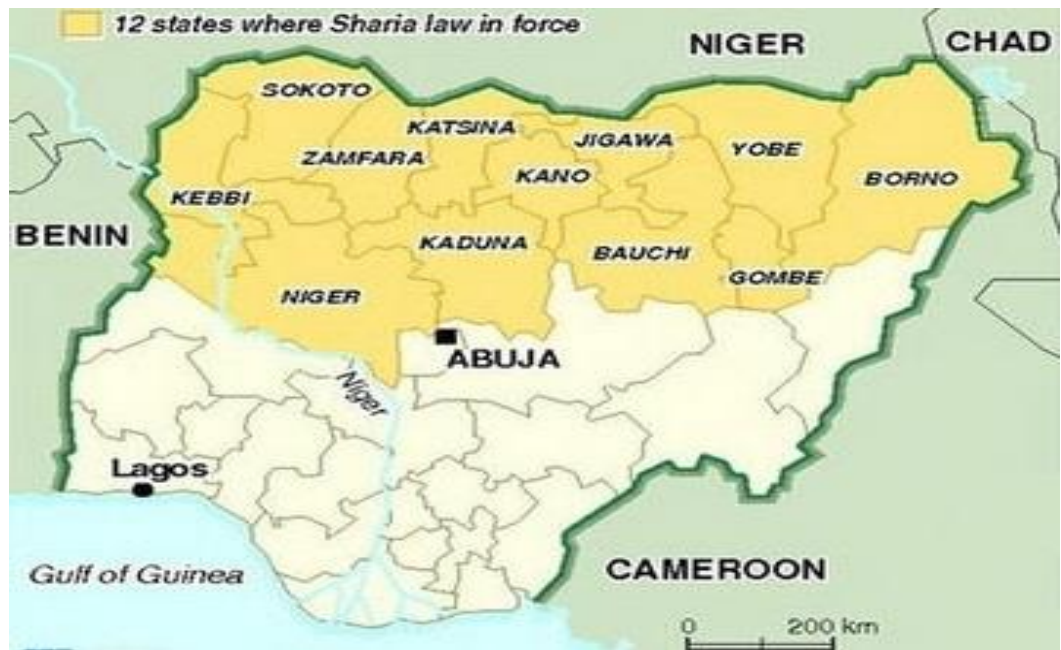 12 states where Sharia law in force
NIGER
CHAD
SOKOTO
KATSINA
JIGAWA
YOBE
ZAMFARA
KANO
BORNO
KEBBI
BENIN
KADUNA
BAUCHI
GOMBE
NIGER
ABUJA
Niger
Lagos
Gulf of Guinea
CAMEROON
0 200 km